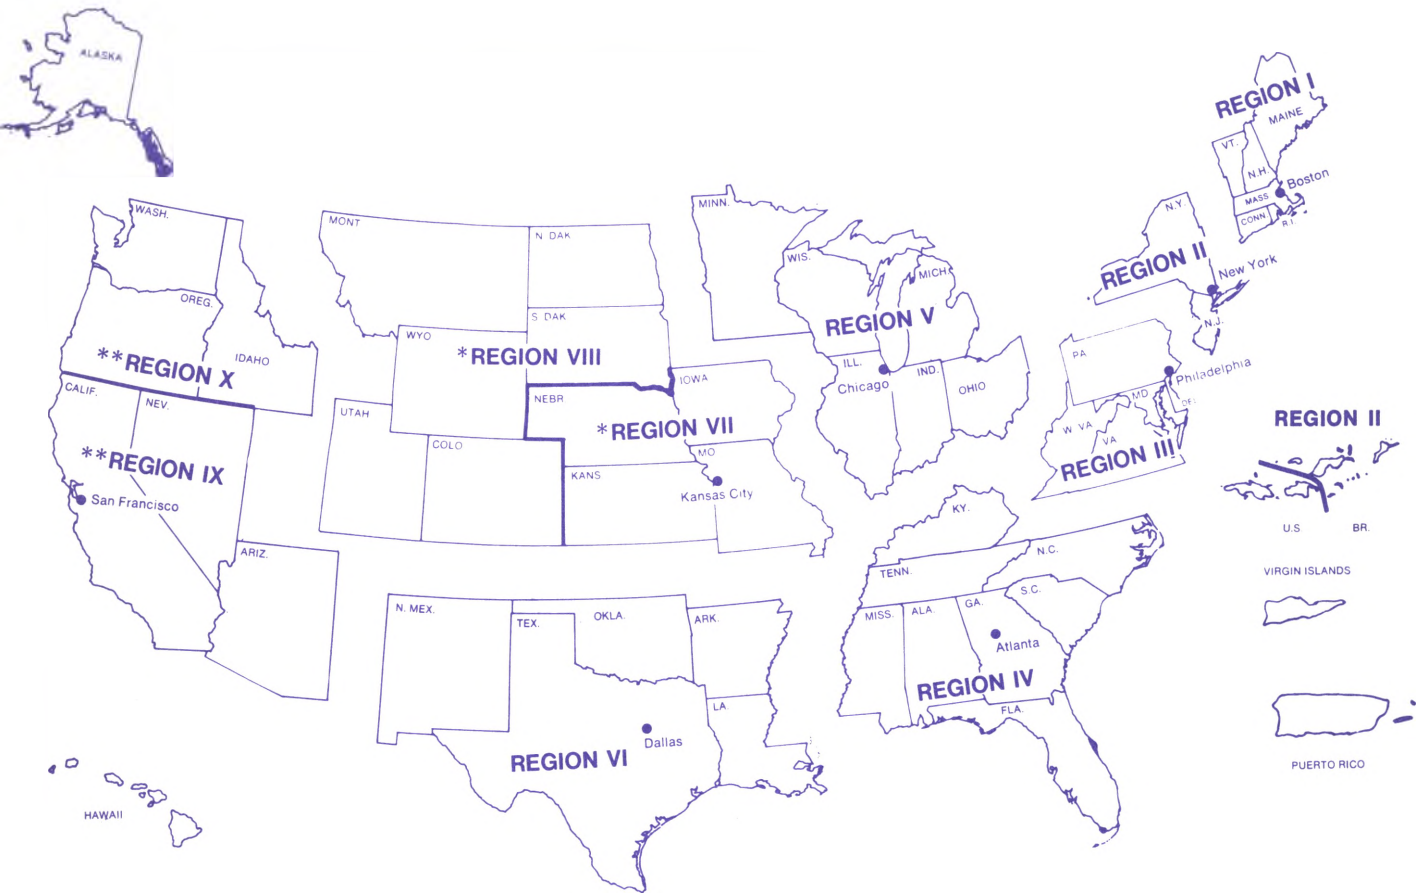 ALASKA
REGION I
MAINE
VT.
N.H.
MASS
Boston
CONN.
R.I.
N.Y.
REGION II
New York
N.J.
WASH.
OREG.
IDAHO
**REGION X
MONT
N DAK
S DAK
WYO
*REGION VIII
UTAH
COLO
MINN.
WIS.
MICH.
REGION V
ILL.
IND.
OHIO
Chicago
PA
Philadelphia
MD
DEL
W VA
VA
REGION III
CALIF.
NEV.
**REGION IX
San Francisco
ARIZ.
NEBR
IOWA
*REGION VII
KANS
MO
Kansas City
REGION II
U.S
BR.
VIRGIN ISLANDS
PUERTO RICO
KY.
TENN.
N.C.
S.C.
MISS.
ALA.
GA.
Atlanta
REGION IV
FLA.
N. MEX.
TEX.
OKLA.
ARK.
LA.
Dallas
REGION VI
HAWAII